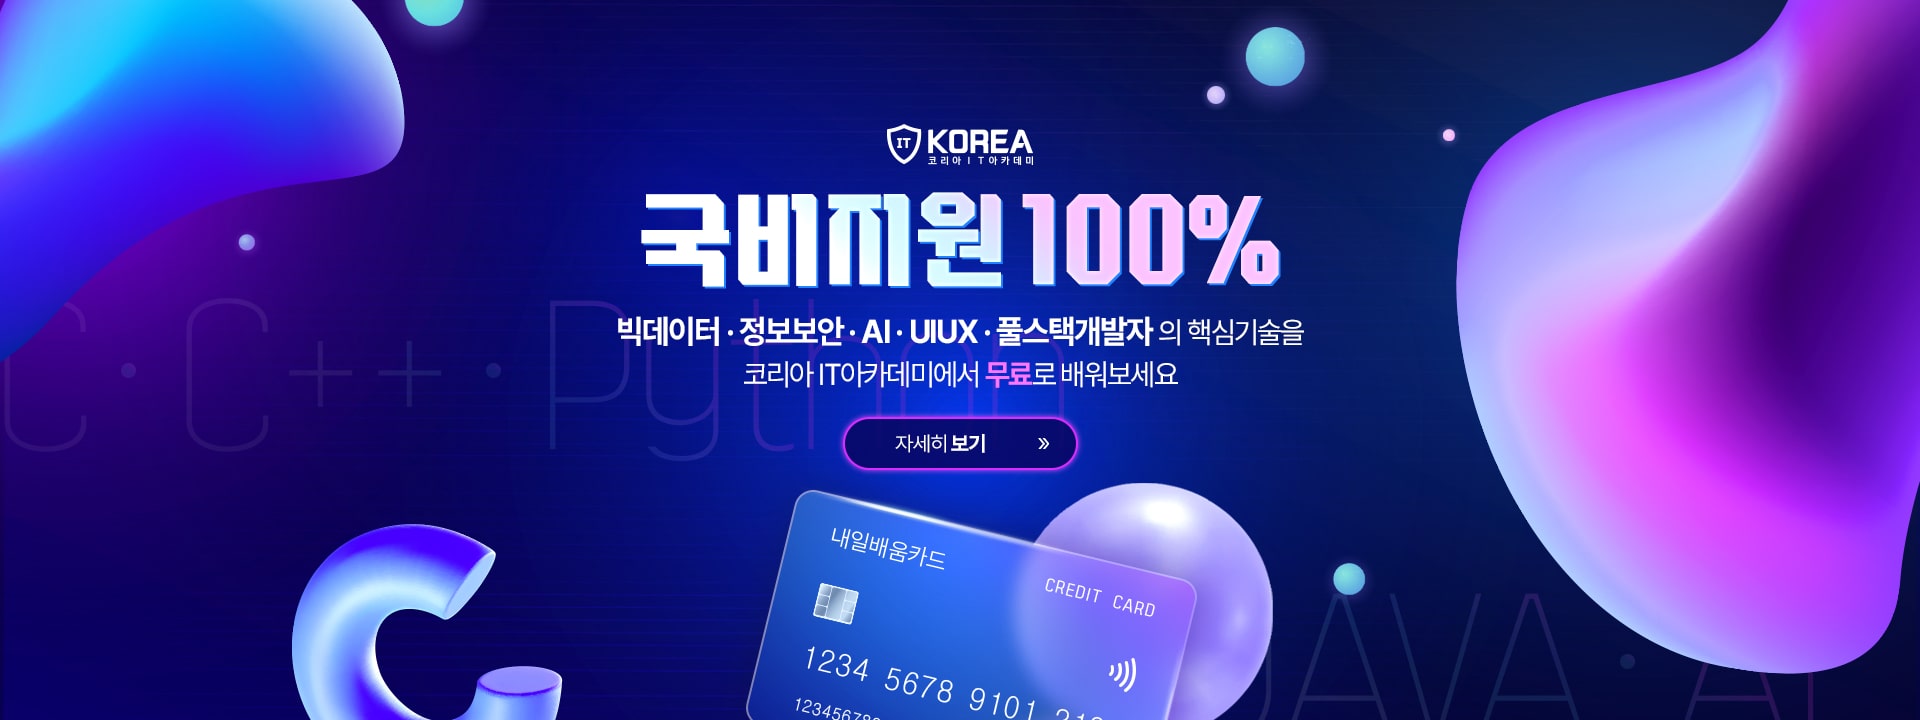 IT KOREA
코리아IT아카데미
국비지원 100%
빅데이터 · 정보보안 · AI · UIUX · 풀스택개발자 의 핵심기술을
코리아 IT아카데미에서 무료로 배워보세요
자세히 보기 »
C · C++ · Python
내일배움카드
CREDIT CARD
1234 5678 9101
JAVA · AI